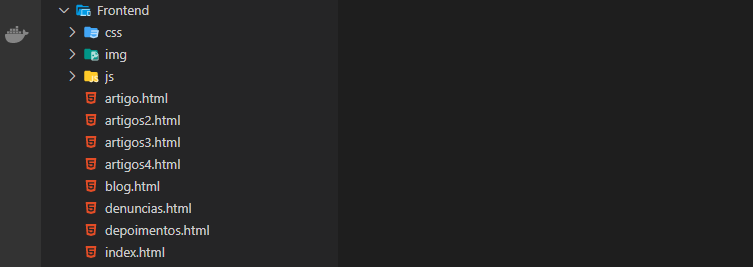 Frontend
css
img
js
artigo.html
artigos2.html
artigos3.html
artigos4.html
blog.html
denuncias.html
depoimentos.html
index.html